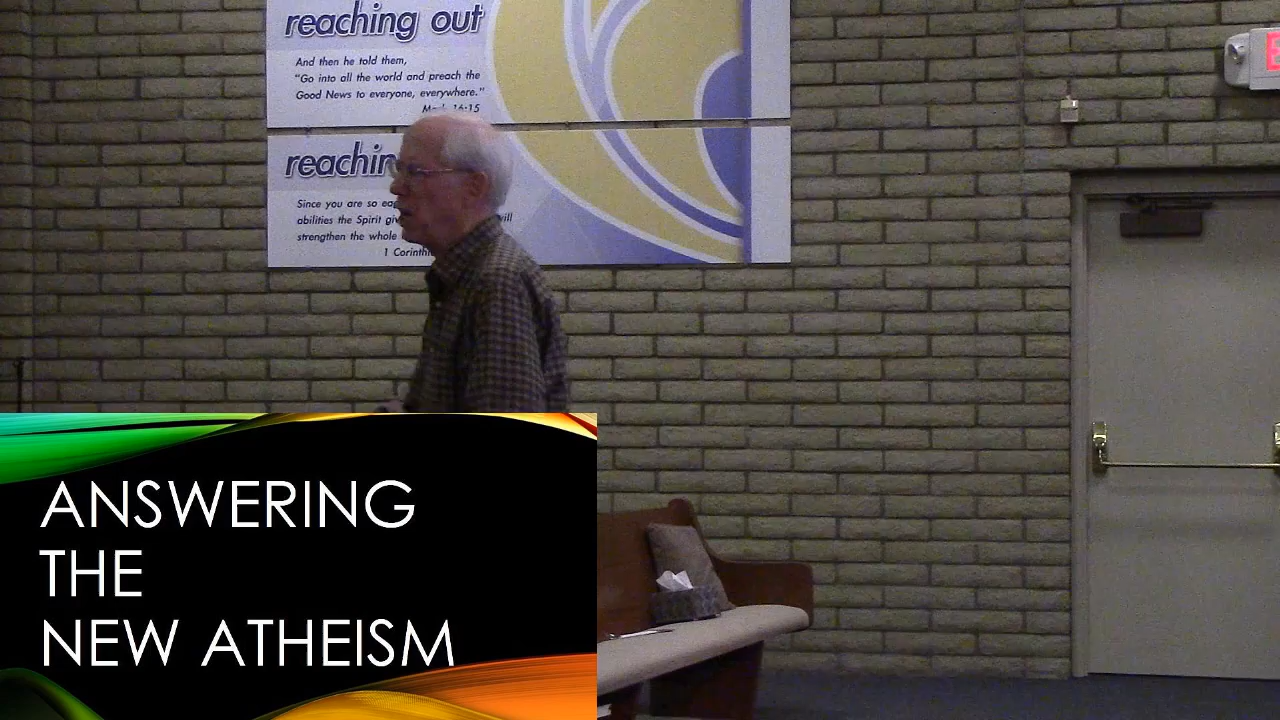 reaching out
And then he told them,
"Go into all the world and preach the
Good News to everyone, everywhere."
Mark 16:15
reachin
Since you are so
abilities the Spirit will
strengthen the whole
1
ANSWERING
THE
NEW ATHEISM